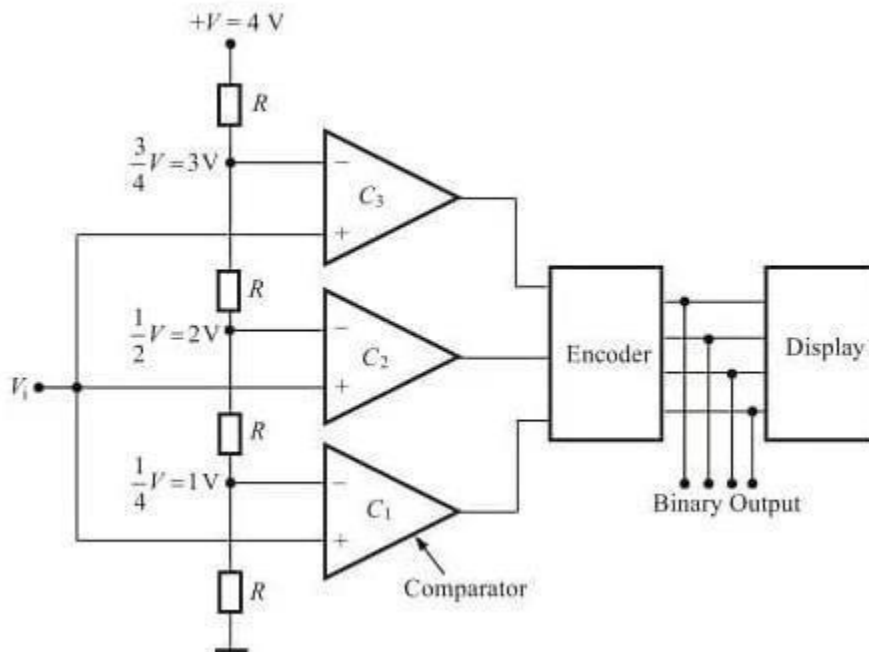 +V = 4 V
R
3/4 V = 3V
−
C3
+
R
1/2 V = 2V
−
C2
Vi
+
Encoder
Display
R
1/4 V = 1V
−
C1
Binary Output
+
Comparator
R